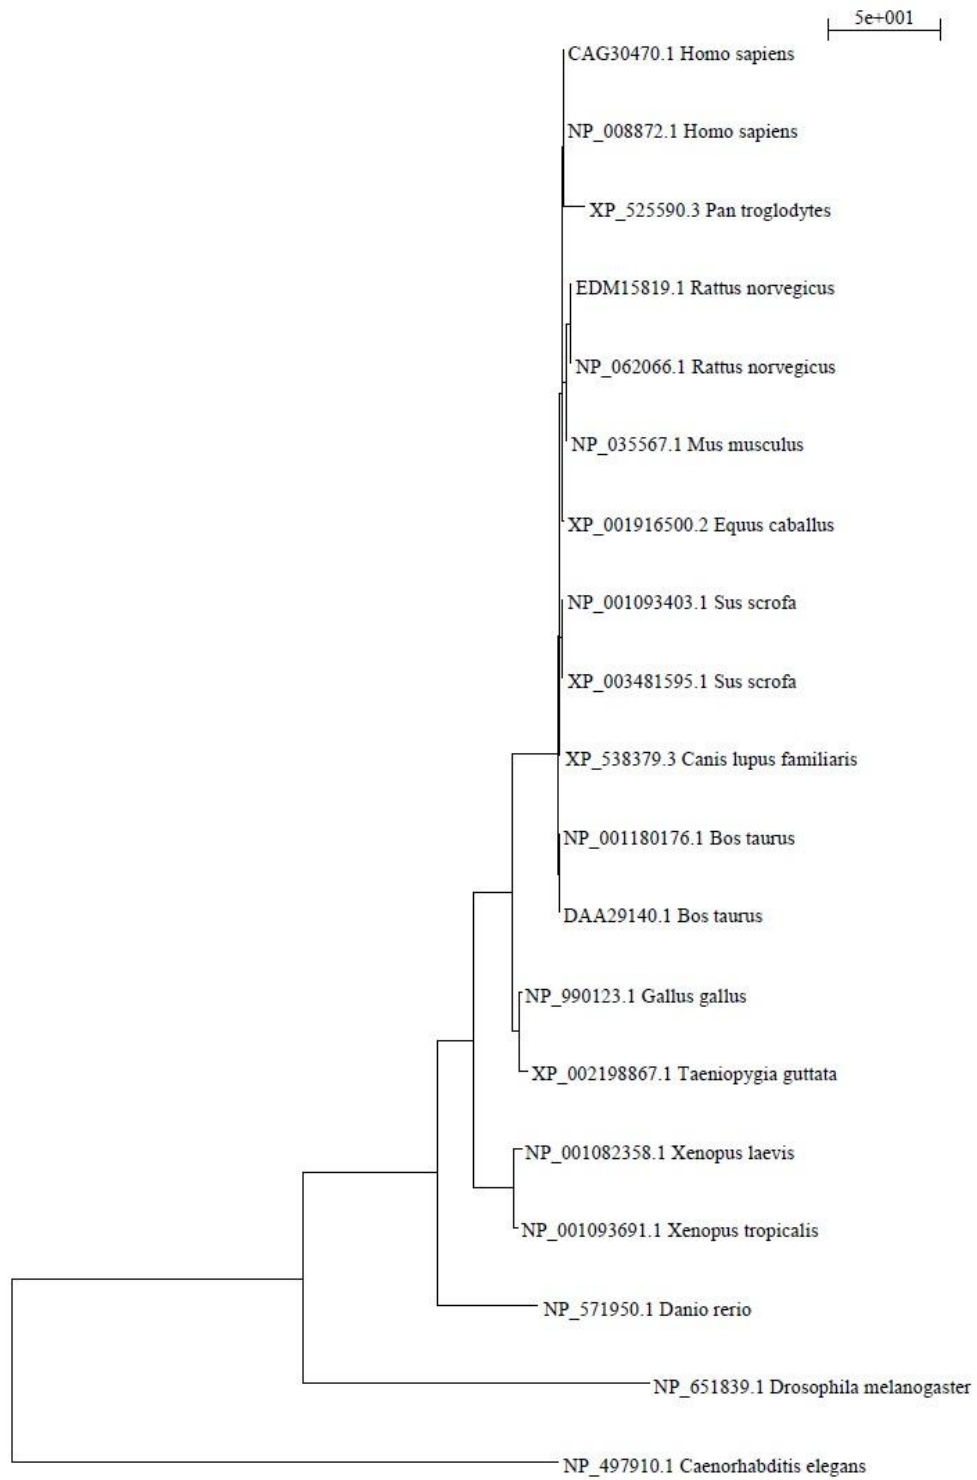 5e+001
CAG30470.1 Homo sapiens
NP_008872.1 Homo sapiens
XP_525590.3 Pan troglodytes
EDM15819.1 Rattus norvegicus
NP_062066.1 Rattus norvegicus
NP_035567.1 Mus musculus
XP_001916500.2 Equus caballus
NP_001093403.1 Sus scrofa
XP_003481595.1 Sus scrofa
XP_538379.3 Canis lupus familiaris
NP_001180176.1 Bos taurus
DAA29140.1 Bos taurus
NP_990123.1 Gallus gallus
XP_002198867.1 Taeniopygia guttata
NP_001082358.1 Xenopus laevis
NP_001093691.1 Xenopus tropicalis
NP_571950.1 Danio rerio
NP_651839.1 Drosophila melanogaster
NP_497910.1 Caenorhabditis elegans